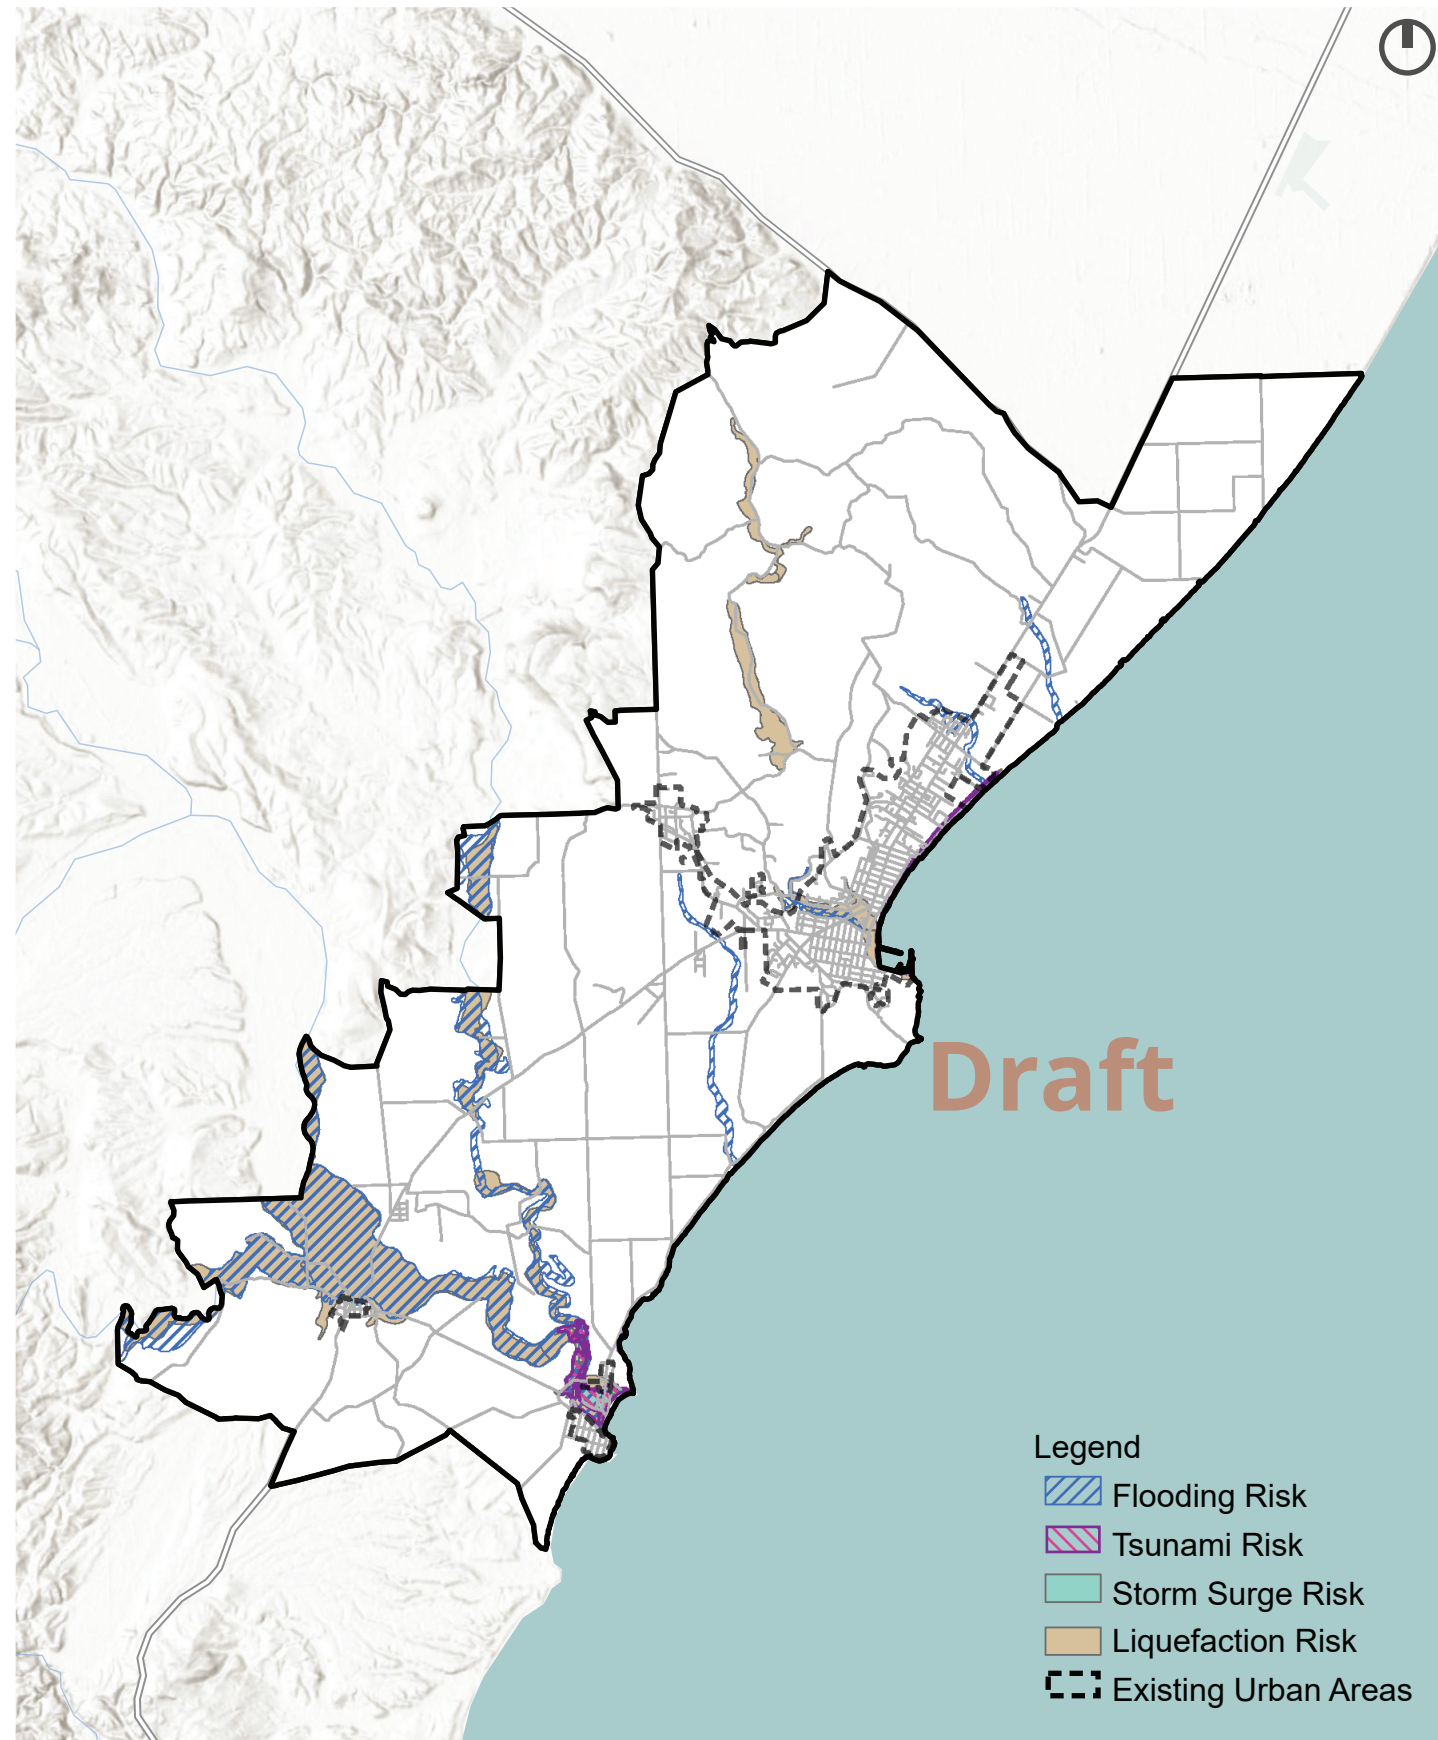 Draft
Legend
Flooding Risk
Tsunami Risk
Storm Surge Risk
Liquefaction Risk
Existing Urban Areas